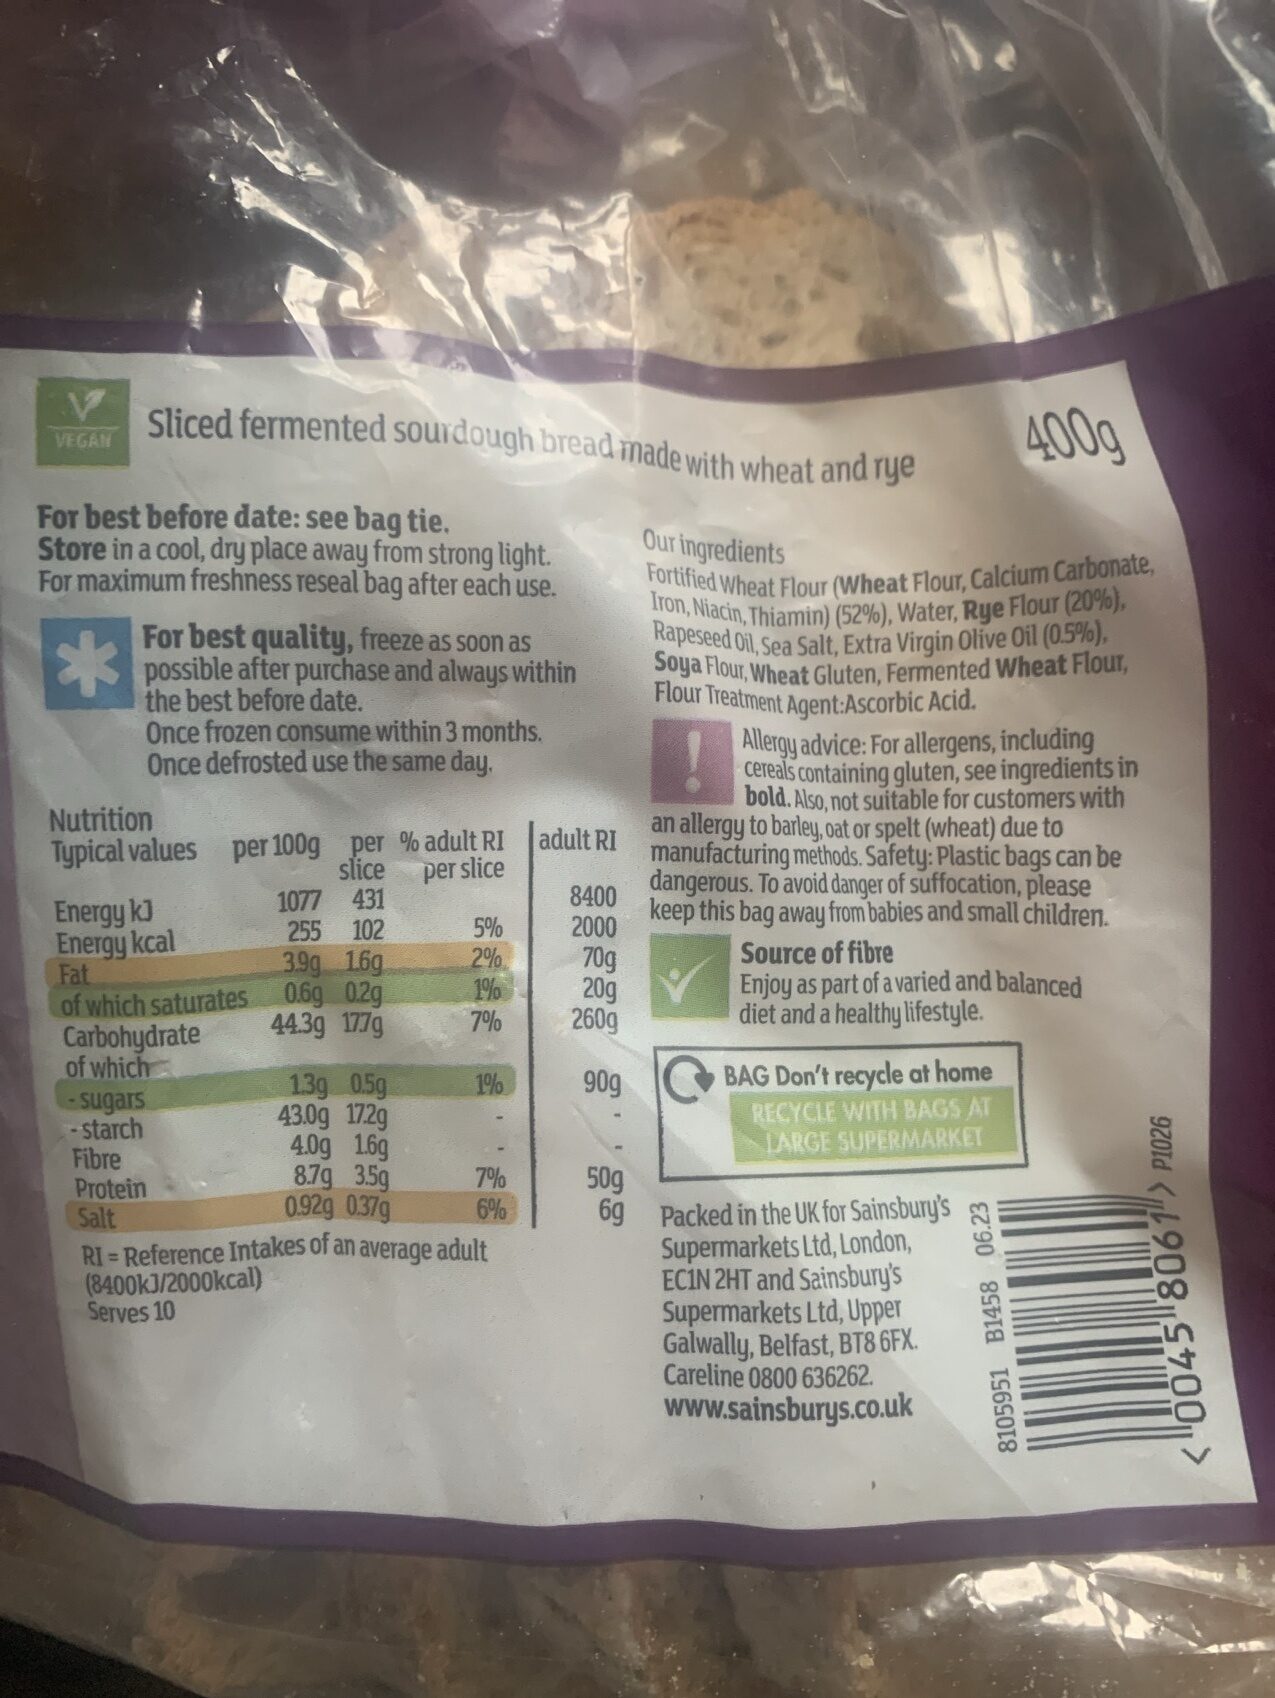 VEGAN
Sliced fermented sourdough bread made with wheat and rye
400g
For best before date: see bag tie.
Store in a cool, dry place away from strong light.
For maximum freshness reseal bag after each use.
For best quality, freeze as soon as
possible after purchase and always within
the best before date.
Once frozen consume within 3 months.
Once defrosted use the same day.
Nutrition
Typical values per 100g per slice % adult RI per slice adult RI
Energy kJ 1077 431 8400
Energy kcal 255 102 5% 2000
Fat 3.9g 1.6g 2% 70g
of which saturates 0.6g 0.2g 1% 20g
Carbohydrate 44.3g 17.7g 7% 260g
of which
- sugars 1.3g 0.5g 1% 90g
- starch 43.0g 17.2g - -
Fibre 4.0g 1.6g - -
Protein 8.7g 3.5g 7% 50g
Salt 0.92g 0.37g 6% 6g
RI = Reference Intakes of an average adult
(8400kJ/2000kcal)
Serves 10
Our ingredients
Fortified Wheat Flour (Wheat Flour, Calcium Carbonate,
Iron, Niacin, Thiamin) (52%), Water, Rye Flour (20%),
Rapeseed Oil, Sea Salt, Extra Virgin Olive Oil (0.5%),
Soya Flour, Wheat Gluten, Fermented Wheat Flour,
Flour Treatment Agent:Ascorbic Acid.
Allergy advice: For allergens, including
cereals containing gluten, see ingredients in
bold. Also, not suitable for customers with
an allergy to barley, oat or spelt (wheat) due to
manufacturing methods. Safety: Plastic bags can be
dangerous. To avoid danger of suffocation, please
keep this bag away from babies and small children.
Source of fibre
Enjoy as part of a varied and balanced
diet and a healthy lifestyle.
BAG Don't recycle at home
RECYCLE WITH BAGS AT
LARGE SUPERMARKET
Packed in the UK for Sainsbury's
Supermarkets Ltd, London,
EC1N 2HT and Sainsbury's
Supermarkets Ltd, Upper
Galwally, Belfast, BT8 6FX.
Careline 0800 636262.
www.sainsburys.co.uk
8105951 B1458 06.23
< 0045 8061 > P1026